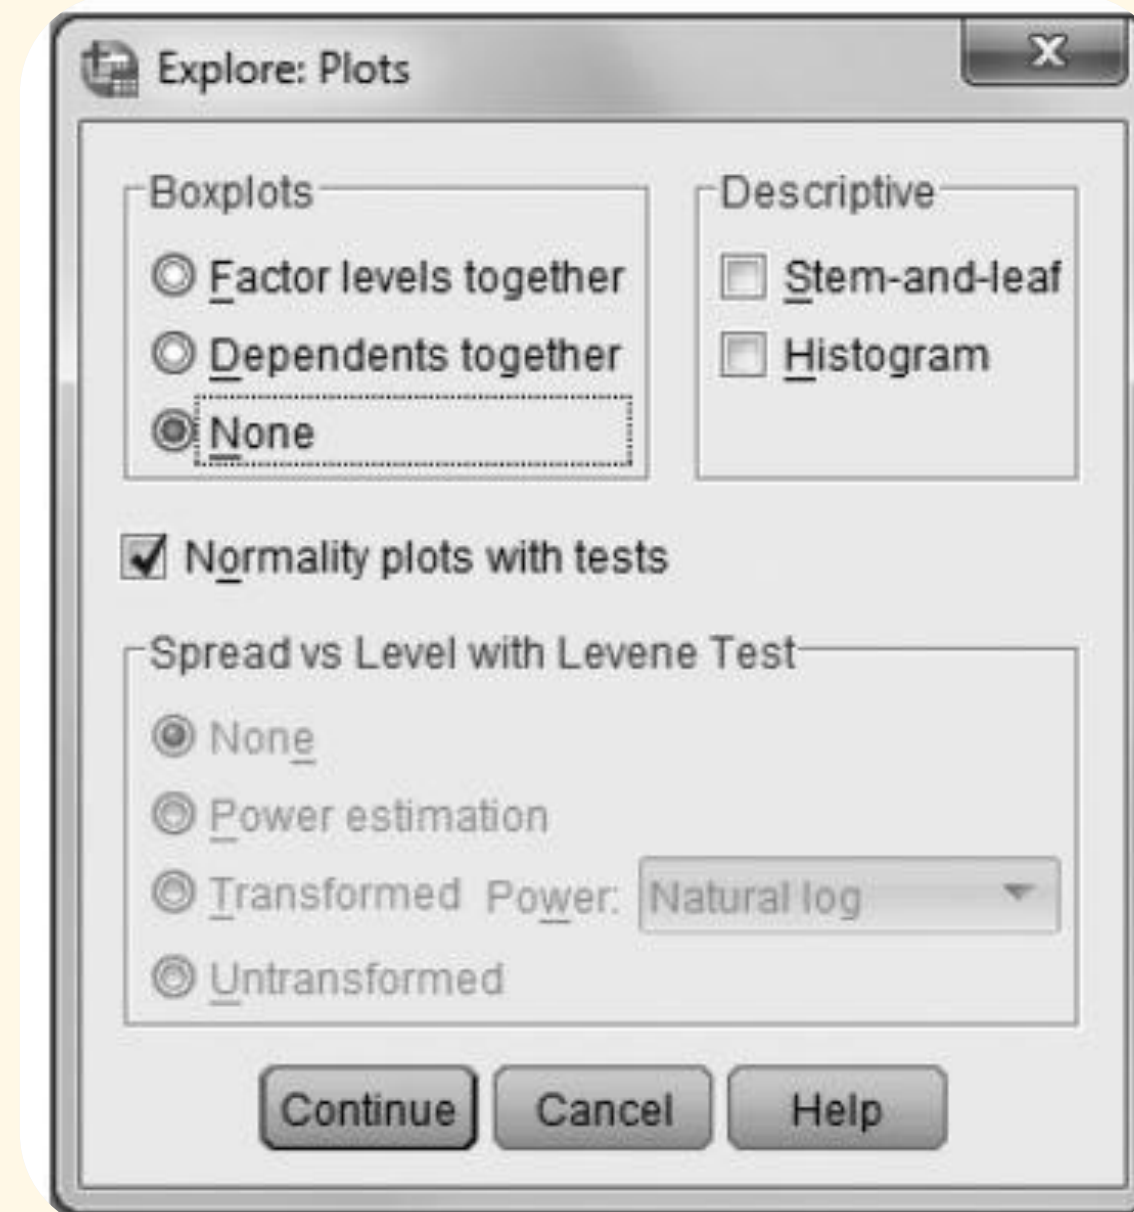 Explore: Plots
Boxplots
Factor levels together
Dependents together
None
Descriptive
Stem-and-leaf
Histogram
Normality plots with tests
Spread vs Level with Levene Test
None
Power estimation
Transformed Power: Natural log
Untransformed
Continue Cancel Help